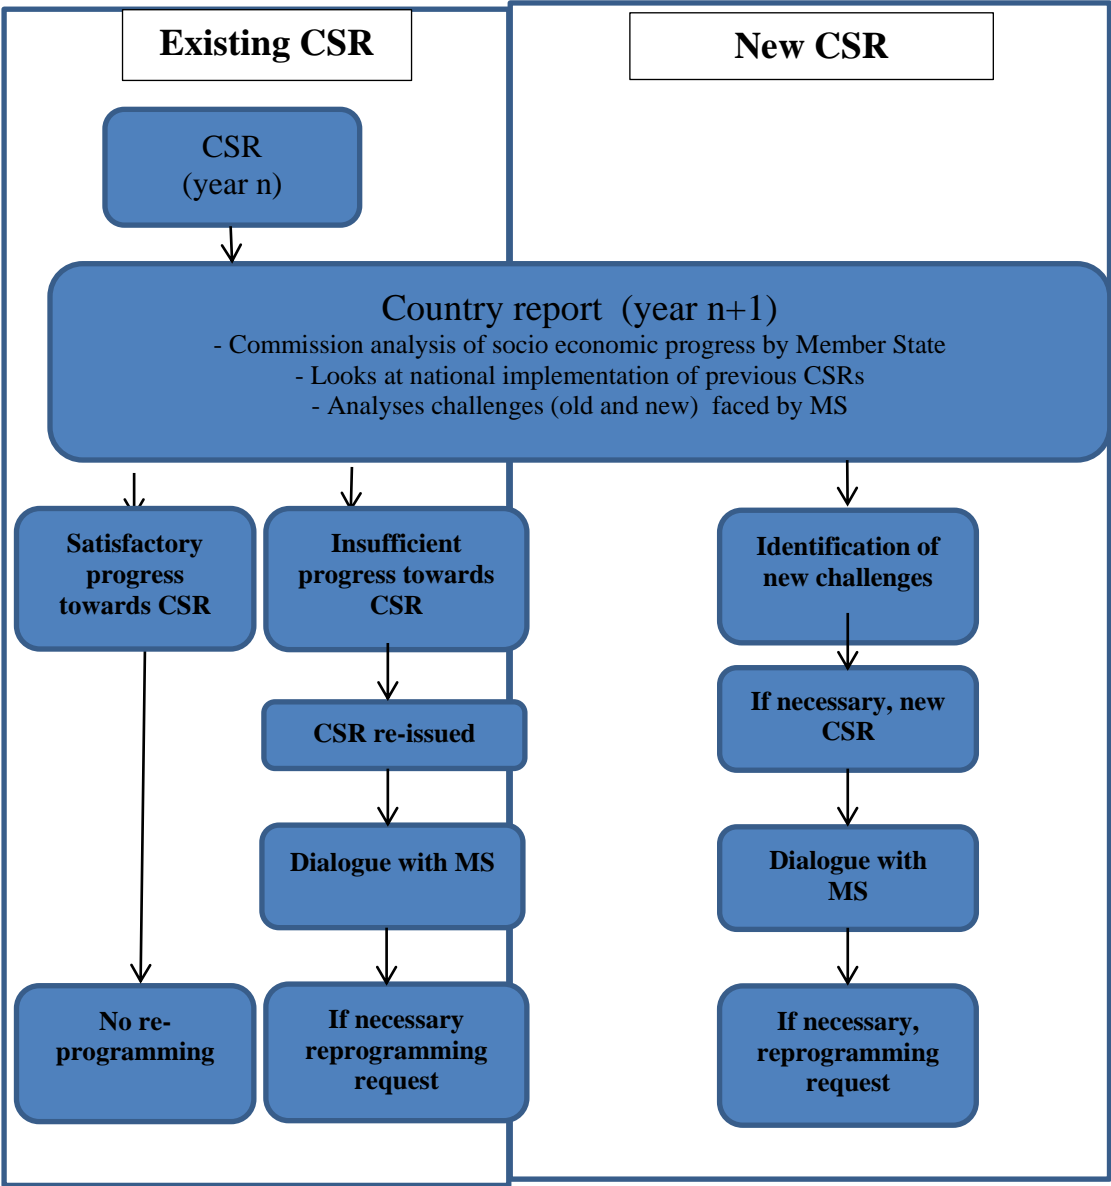 Existing CSR
New CSR
CSR
(year n)
Country report  (year n+1)
- Commission analysis of socio economic progress by Member State
- Looks at national implementation of previous CSRs
- Analyses challenges (old and new)  faced by MS
Satisfactory
progress
towards CSR
Insufficient
progress towards
CSR
Identification of
new challenges
CSR re-issued
If necessary, new
CSR
Dialogue with MS
Dialogue with
MS
No re-
programming
If necessary
reprogramming
request
If necessary,
reprogramming
request